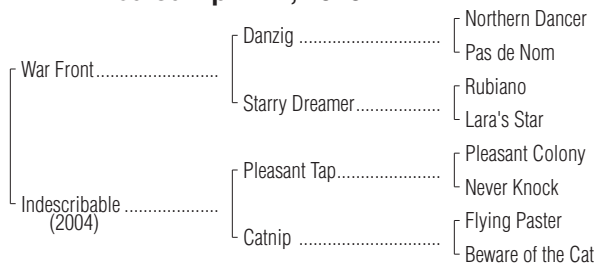 Northern Dancer
Danzig ..........................................
Pas de Nom
War Front....................................
Rubiano
Starry Dreamer.........................
Lara's Star
Pleasant Colony
Pleasant Tap..............................
Never Knock
Indescribable ............................
(2004)
Flying Paster
Catnip ..........................................
Beware of the Cat